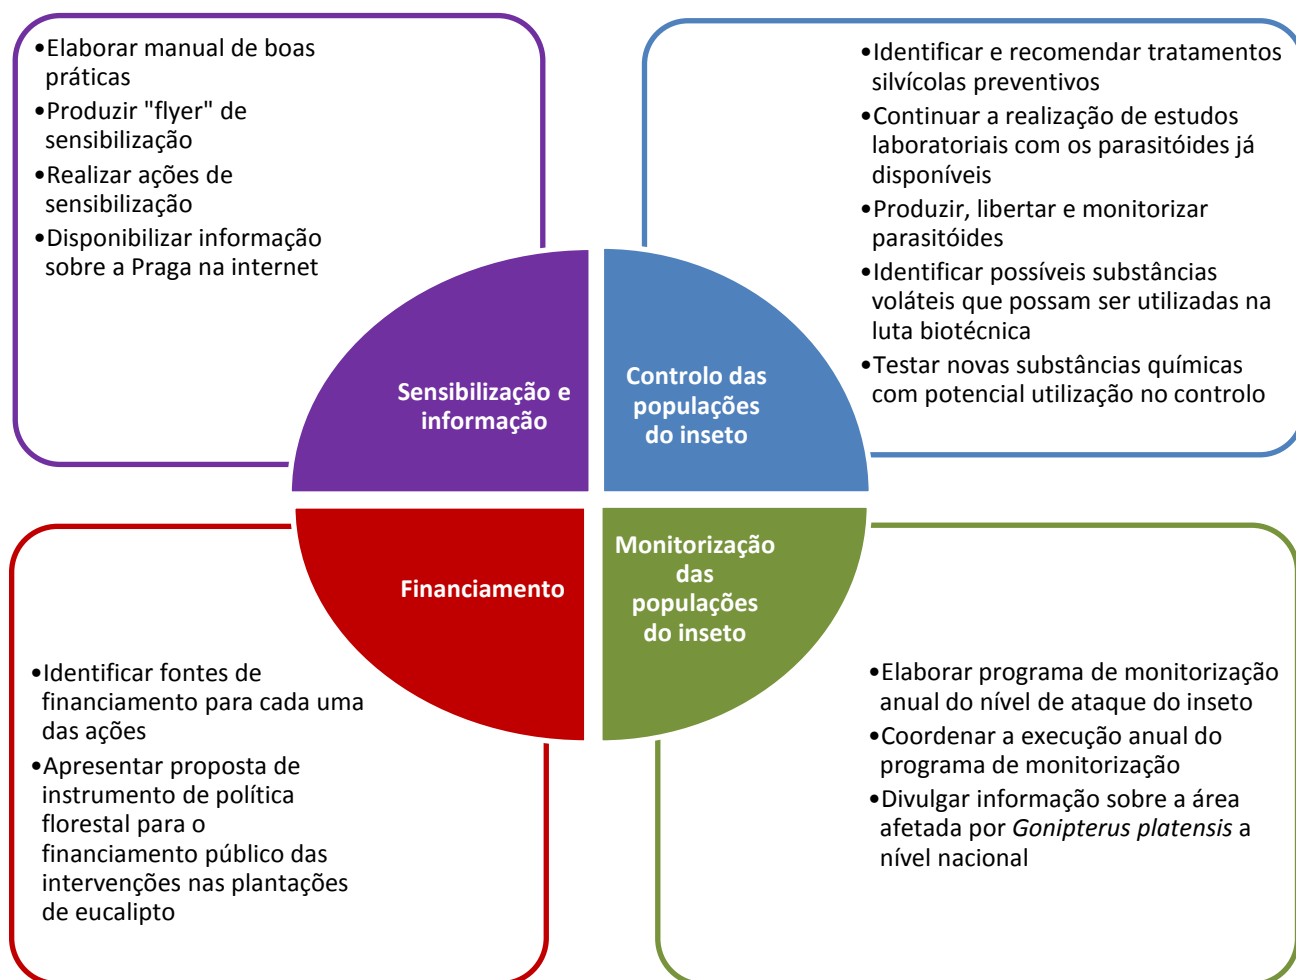 •Elaborar manual de boas
práticas
•Produzir "flyer" de
sensibilização
•Realizar ações de
sensibilização
•Disponibilizar informação
sobre a Praga na internet
•Identificar e recomendar tratamentos
silvícolas preventivos
•Continuar a realização de estudos
laboratoriais com os parasitóides já
disponíveis
•Produzir, libertar e monitorizar
parasitóides
•Identificar possíveis substâncias
voláteis que possam ser utilizadas na
luta biotécnica
•Testar novas substâncias químicas
com potencial utilização no controlo
Sensibilização e
informação
Controlo das
populações
do inseto
Financiamento
Monitorização
das
populações
do inseto
•Identificar fontes de
financiamento para cada uma
das ações
•Apresentar proposta de
instrumento de política
florestal para o
financiamento público das
intervenções nas plantações
de eucalipto
•Elaborar programa de monitorização
anual do nível de ataque do inseto
•Coordenar a execução anual do
programa de monitorização
•Divulgar informação sobre a área
afetada por Gonipterus platensis a
nível nacional